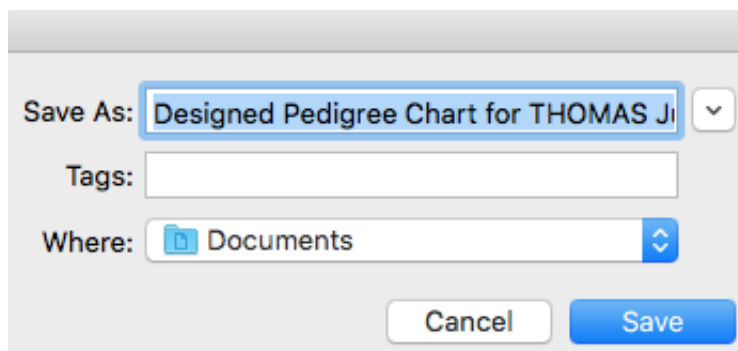 Save As: Designed Pedigree Chart for THOMAS
Tags:
Where: Documents
Cancel Save